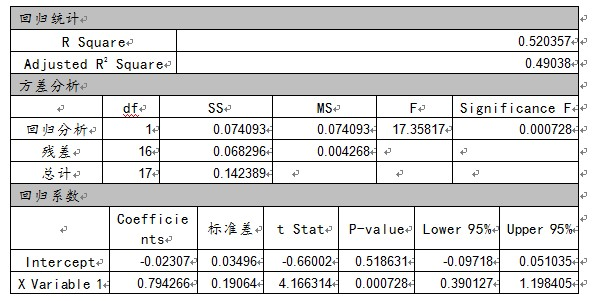 回归统计
R Square 0.520357
Adjusted R² Square 0.49038
方差分析
df SS MS F Significance F
回归分析 1 0.074093 0.074093 17.35817 0.000728
残差 16 0.068296 0.004268
总计 17 0.142389
回归系数
Coefficie
nts 标准差 t Stat P-value Lower 95% Upper 95%
Intercept -0.02307 0.03496 -0.66002 0.518631 -0.09718 0.051035
X Variable 1 0.794266 0.19064 4.166314 0.000728 0.390127 1.198405